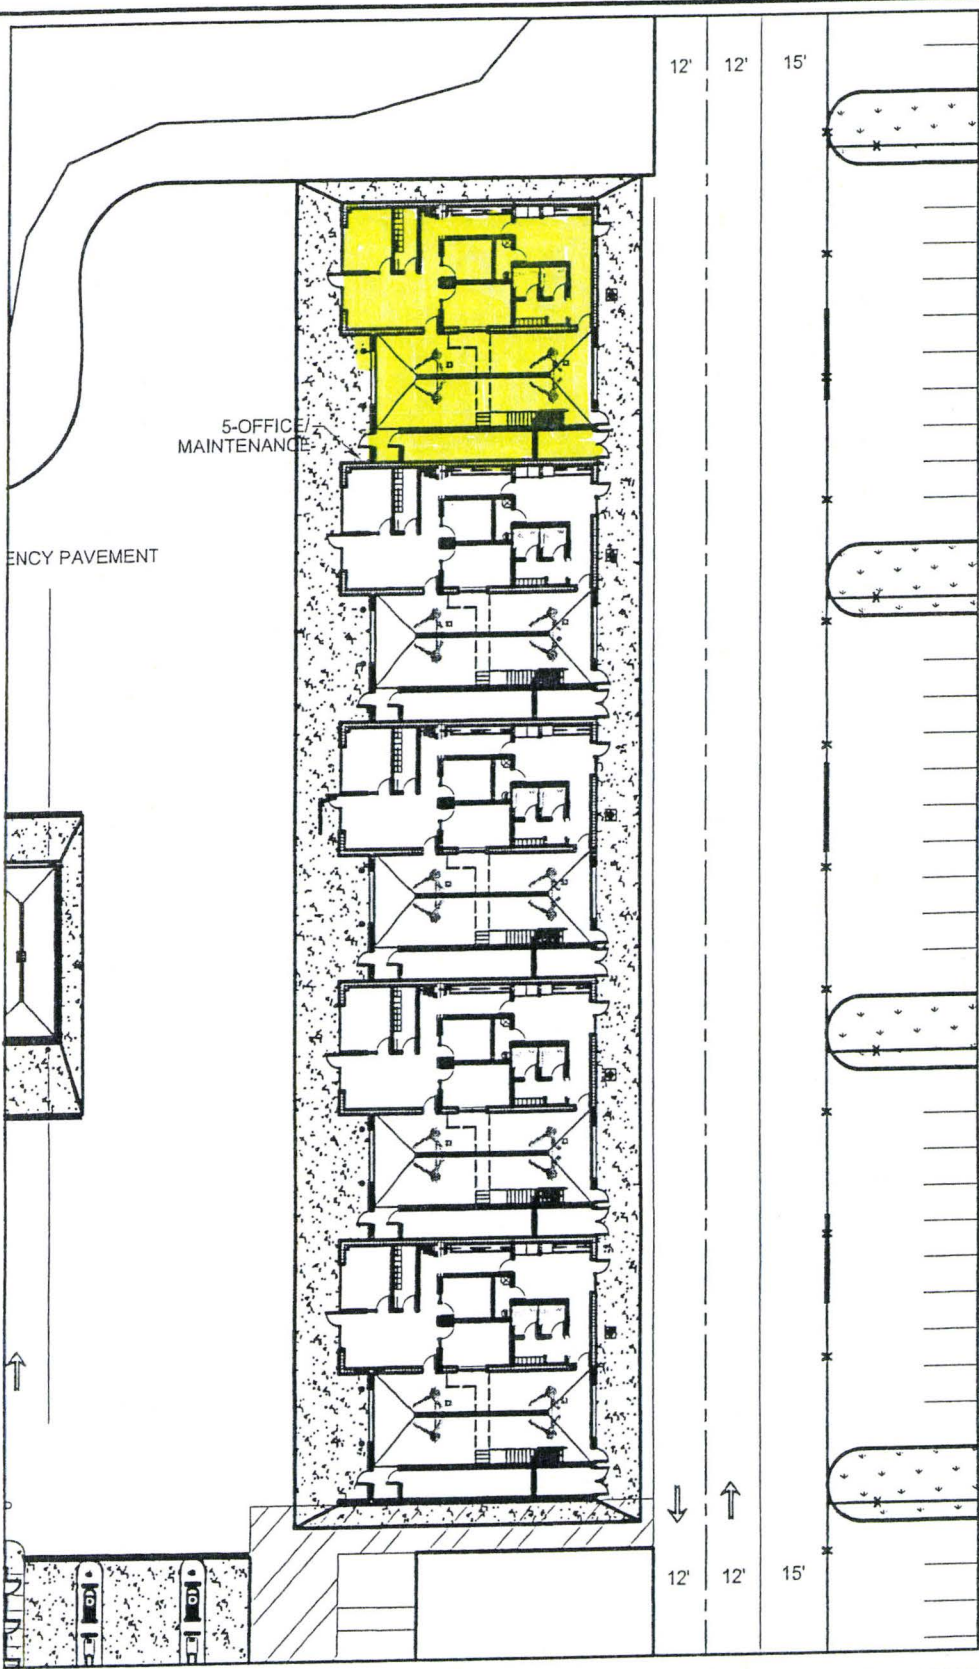 12' 12' 15'
5-OFFICE/
MAINTENANCE
ENCY PAVEMENT
12' 12' 15'